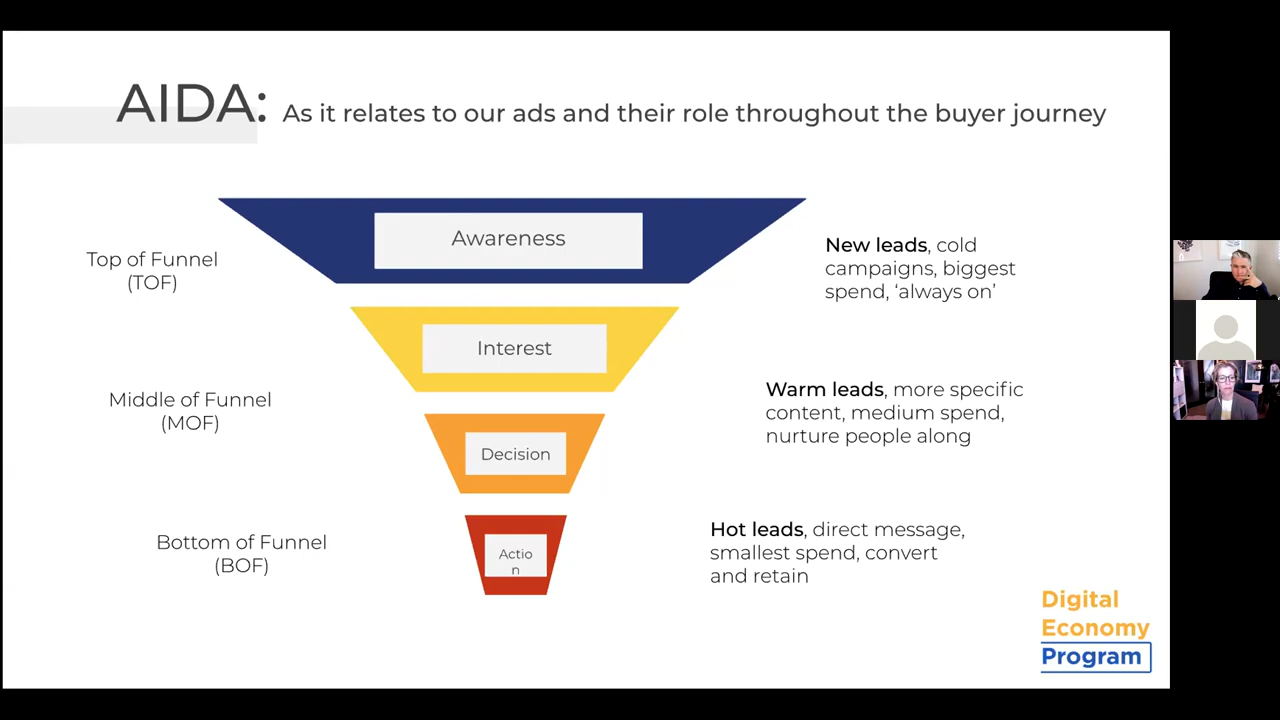 AIDA: As it relates to our ads and their role throughout the buyer journey
Top of Funnel
(TOF)
Awareness
New leads, cold
campaigns, biggest
spend, ‘always on’
Interest
Middle of Funnel
(MOF)
Warm leads, more specific
content, medium spend,
nurture people along
Decision
Bottom of Funnel
(BOF)
Actio
n
Hot leads, direct message,
smallest spend, convert
and retain
Digital
Economy
Program